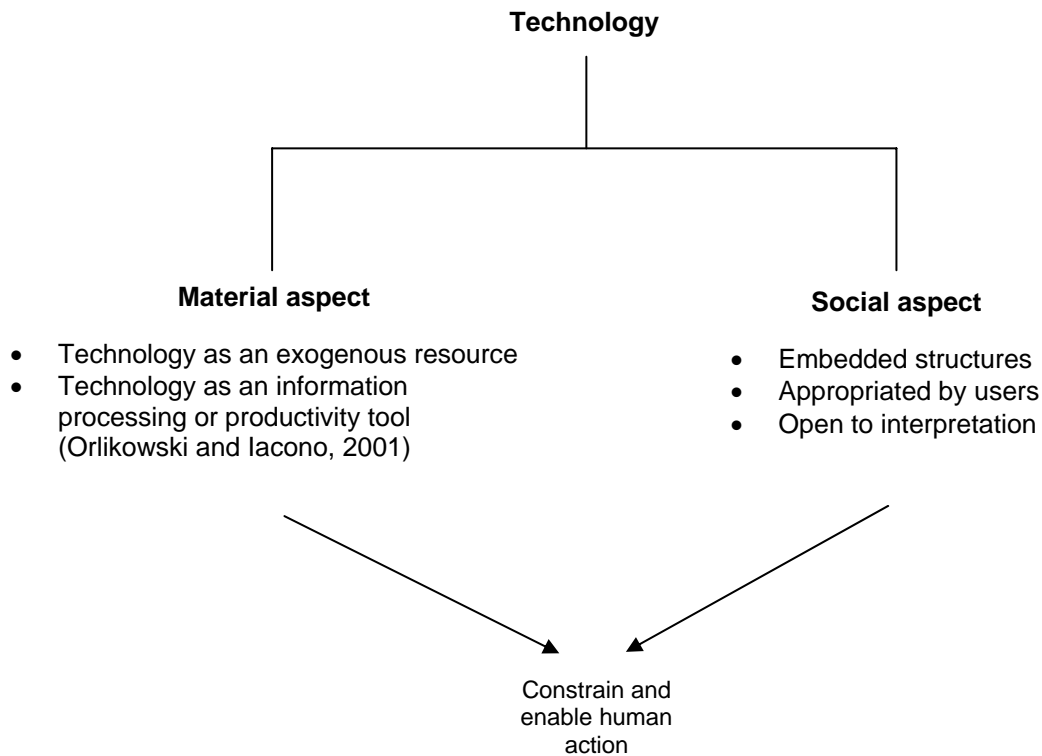 Technology
Material aspect
• Technology as an exogenous resource
• Technology as an information
processing or productivity tool
(Orlikowski and Iacono, 2001)
Social aspect
• Embedded structures
• Appropriated by users
• Open to interpretation
Constrain and
enable human
action